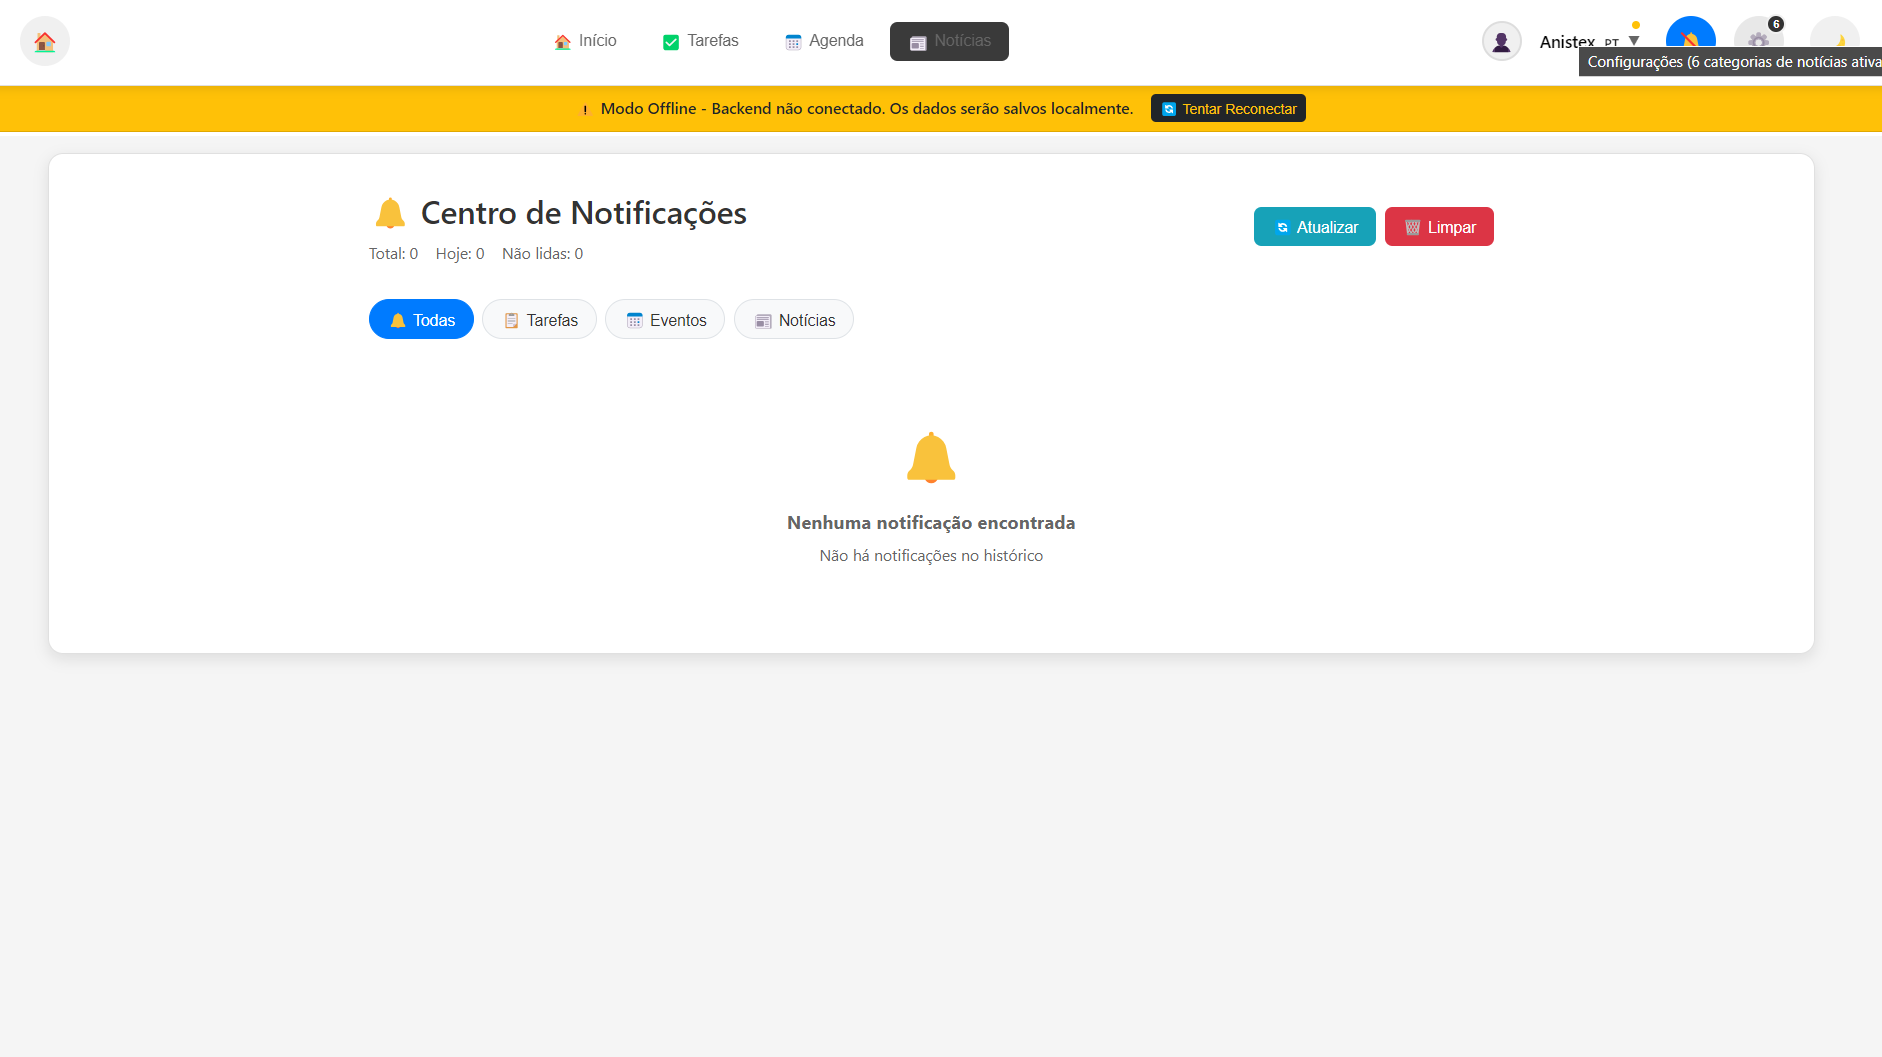 Início
Tarefas
Agenda
Notícias
Anistex
PT
6
Configurações (6 categorias de notícias ativa
Modo Offline - Backend não conectado. Os dados serão salvos localmente.
Tentar Reconectar
Centro de Notificações
Atualizar
Limpar
Total: 0 Hoje: 0 Não lidas: 0
Todas
Tarefas
Eventos
Notícias
Nenhuma notificação encontrada
Não há notificações no histórico